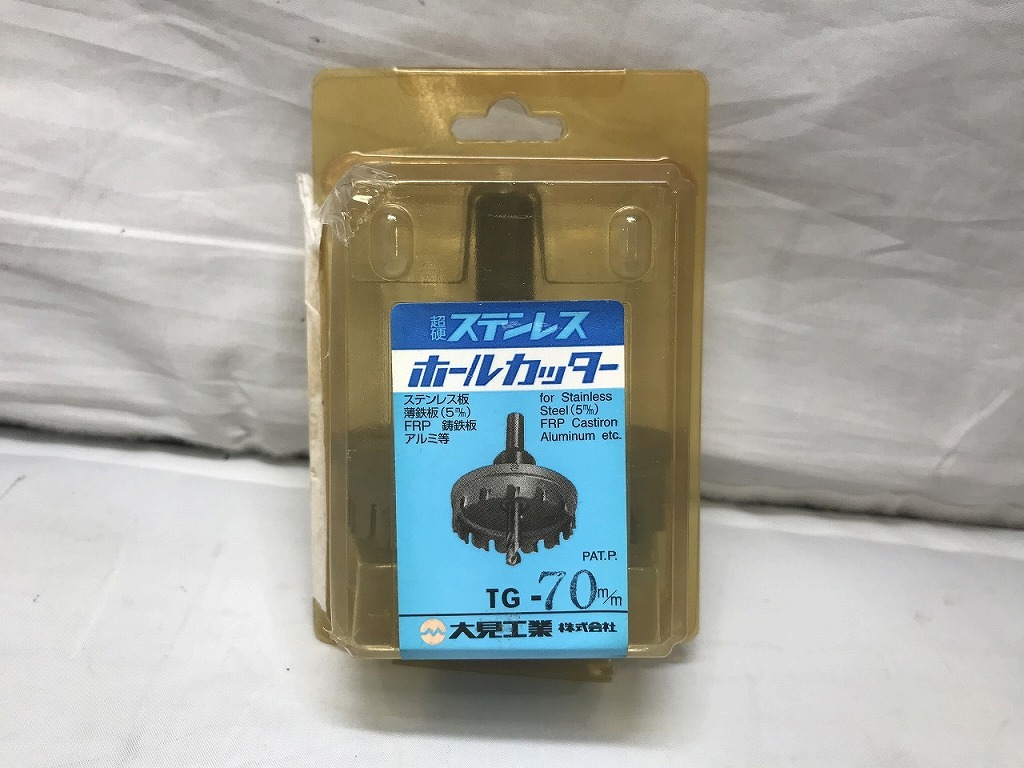 超硬 ステンレス
ホールカッター
ステンレス板
薄鉄板(5㎜)
FRP 鋳鉄板
アルミ等
for Stainless
Steel(5㎜)
FRP Castiron
Aluminum etc.
PAT.P.
TG -70m/m
大見工業 株式会社